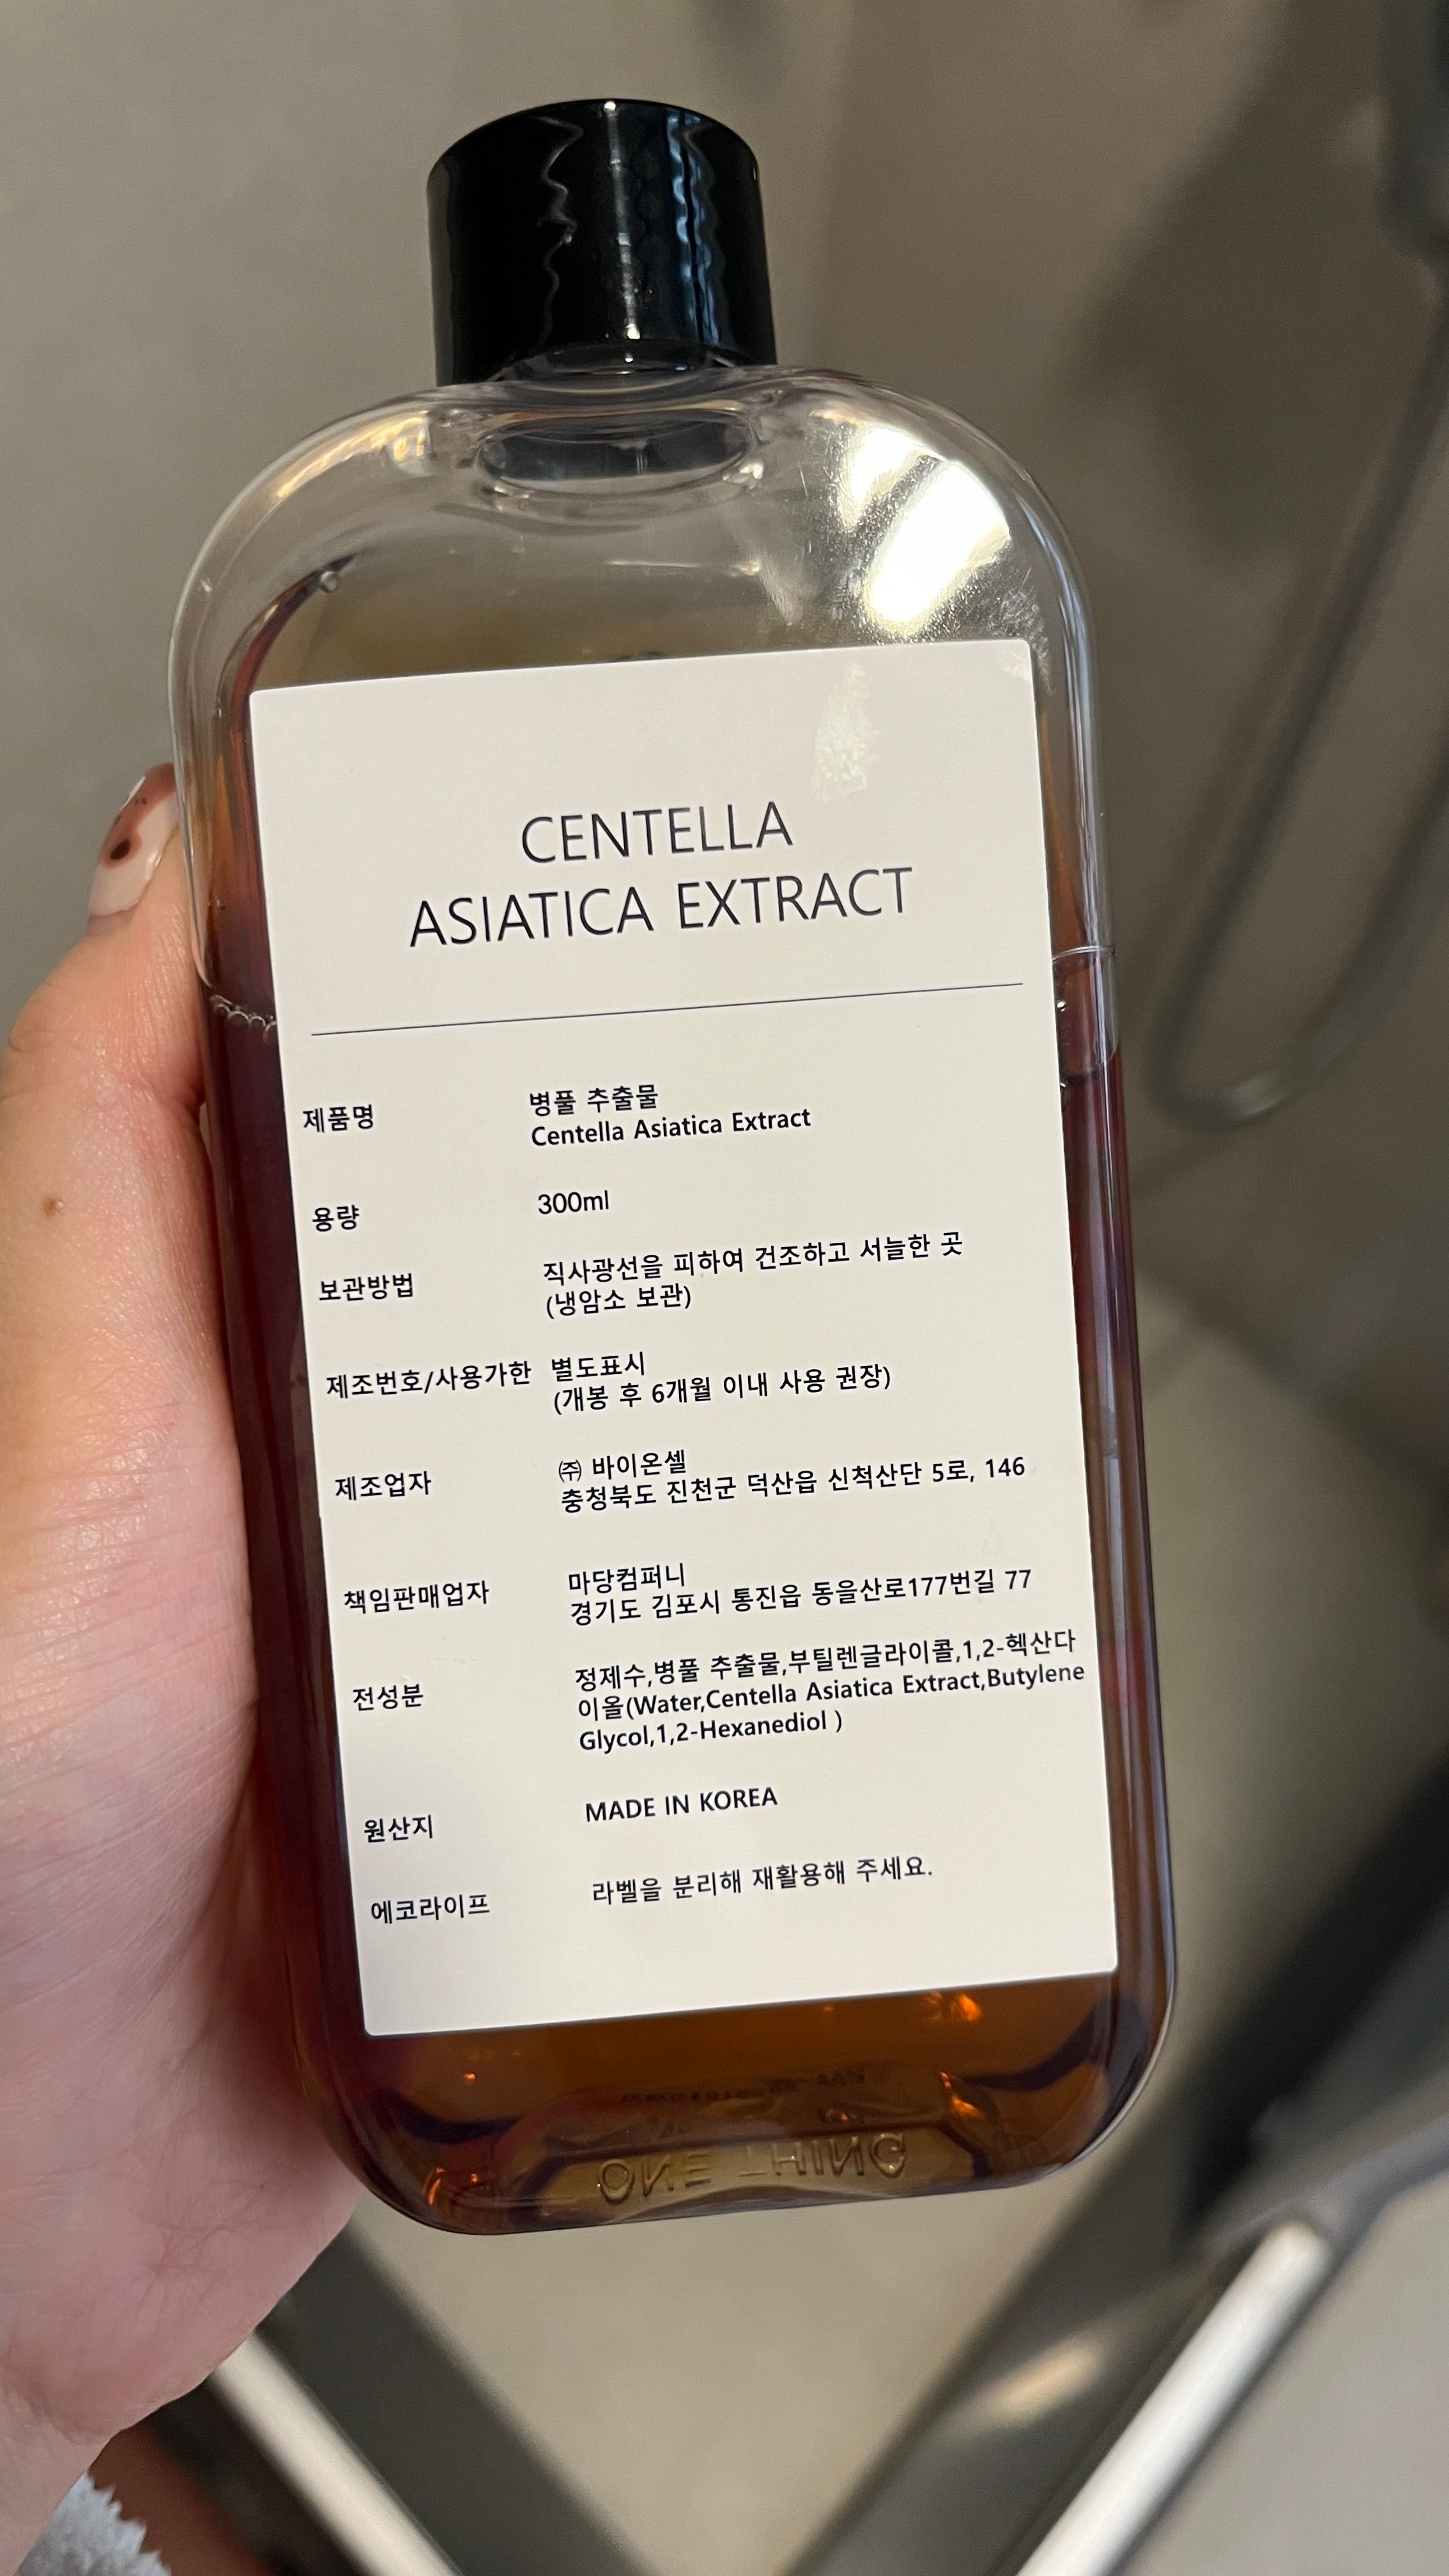 CENTELLA
ASIATICA EXTRACT
제품명 병풀 추출물
Centella Asiatica Extract
용량 300ml
보관방법 직사광선을 피하여 건조하고 서늘한 곳
(냉암소 보관)
제조번호/사용가한 별도표시
(개봉 후 6개월 이내 사용 권장)
제조업자 ㈜ 바이온셀
충청북도 진천군 덕산읍 신척산단 5로, 146
책임판매업자 마당컴퍼니
경기도 김포시 통진읍 동을산로177번길 77
전성분 정제수,병풀 추출물,부틸렌글라이콜,1,2-헥산다
이올(Water,Centella Asiatica Extract,Butylene
Glycol,1,2-Hexanediol )
원산지 MADE IN KOREA
에코라이프 라벨을 분리해 재활용해 주세요.
ONE THING